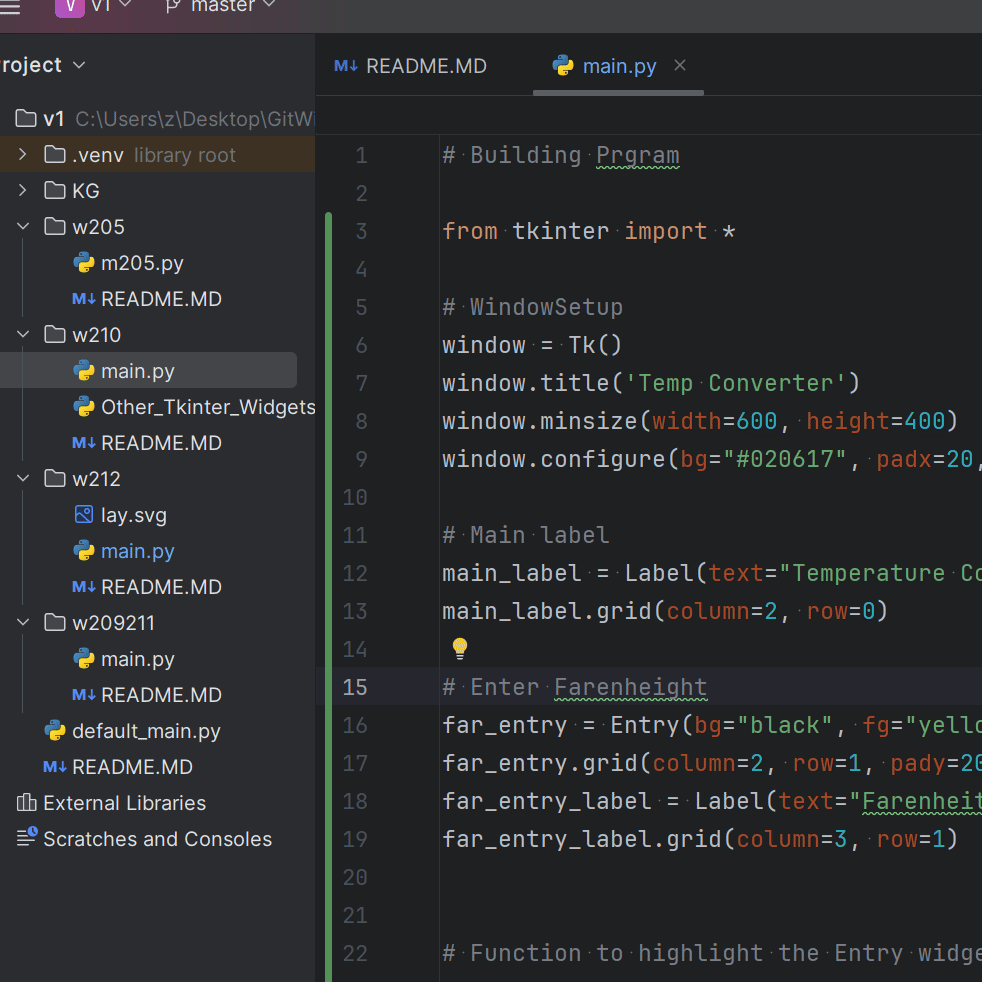 V v1 master
roject
v1 C:\Users\z\Desktop\GitWi
.venv library root
KG
w205
m205.py
README.MD
w210
main.py
Other_Tkinter_Widgets
README.MD
w212
lay.svg
main.py
README.MD
w209211
main.py
README.MD
default_main.py
README.MD
External Libraries
Scratches and Consoles
README.MD main.py
1 # Building Prgram
2
3 from tkinter import *
4
5 # WindowSetup
6 window = Tk()
7 window.title('Temp Converter')
8 window.minsize(width=600, height=400)
9 window.configure(bg="#020617", padx=20,
10
11 # Main label
12 main_label = Label(text="Temperature Co
13 main_label.grid(column=2, row=0)
14
15 # Enter Farenheight
16 far_entry = Entry(bg="black", fg="yello
17 far_entry.grid(column=2, row=1, pady=20
18 far_entry_label = Label(text="Farenheit
19 far_entry_label.grid(column=3, row=1)
20
21
22 # Function to highlight the Entry widge